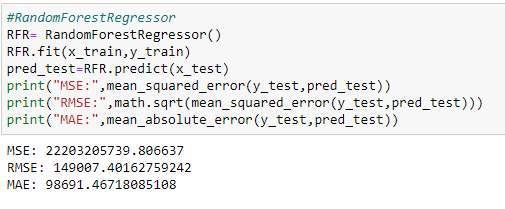 #RandomForestRegressor
RFR= RandomForestRegressor()
RFR.fit(x_train,y_train)
pred_test=RFR.predict(x_test)
print("MSE:",mean_squared_error(y_test,pred_test))
print("RMSE:",math.sqrt(mean_squared_error(y_test,pred_test)))
print("MAE:",mean_absolute_error(y_test,pred_test))
MSE: 22203205739.806637
RMSE: 149007.40162759242
MAE: 98691.46718085108